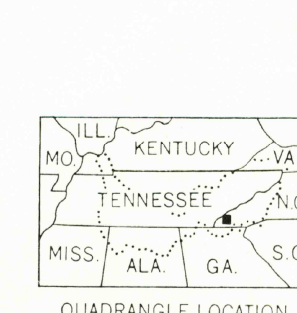 ILL.
KENTUCKY
MO.
VA
TENNESSEE
N.C
MISS.
ALA.
GA.
S.C
QUADRANGLE LOCATION